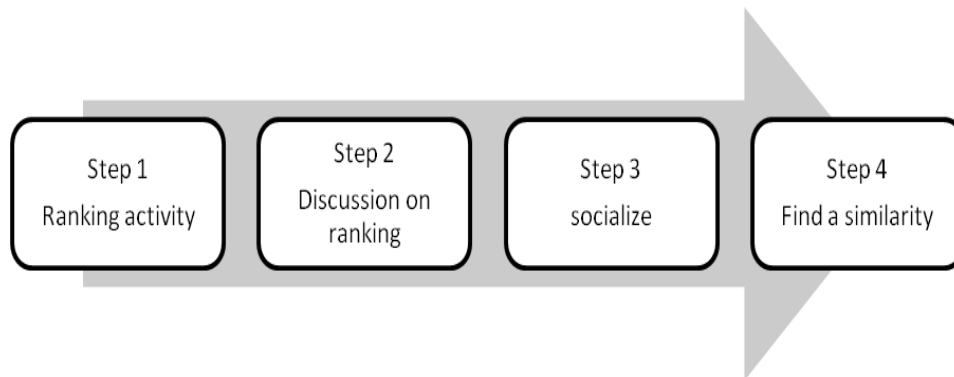 Step 1
Ranking activity
Step 2
Discussion on
ranking
Step 3
socialize
Step 4
Find a similarity